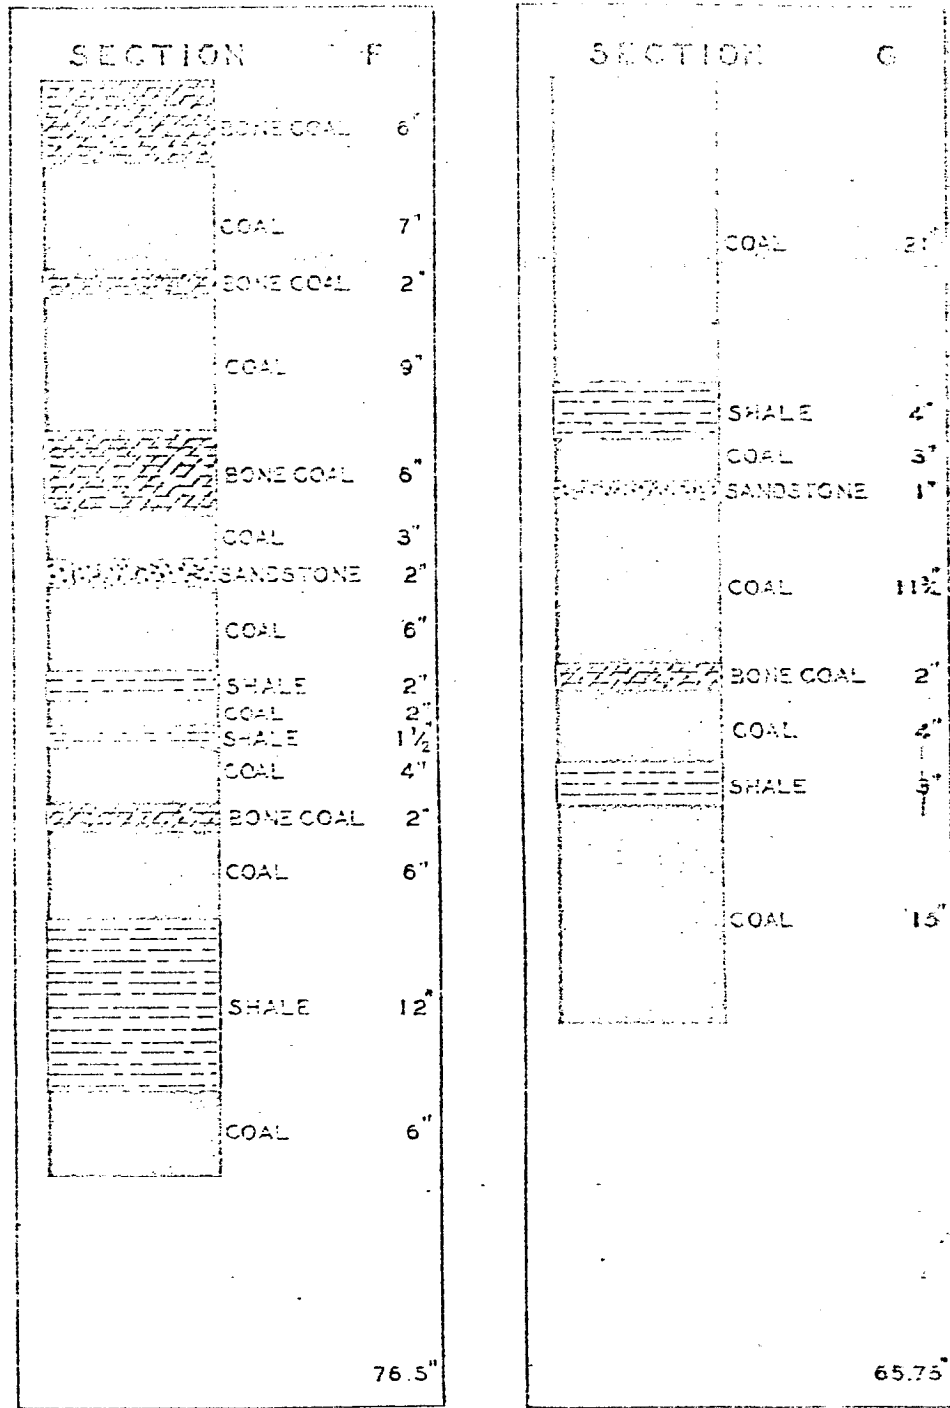 SECTION F
BONE COAL 6"
COAL 7"
BONE COAL 2"
COAL 9"
BONE COAL 6"
COAL 3"
SANDSTONE 2"
COAL 6"
SHALE 2"
COAL 2"
SHALE 1½"
COAL 4"
BONE COAL 2"
COAL 6"
SHALE 12"
COAL 6"
76.5"
SECTION G
COAL 21"
SHALE 4"
COAL 3"
SANDSTONE 1"
COAL 11¾"
BONE COAL 2"
COAL 4"
SHALE
COAL 15"
65.75"